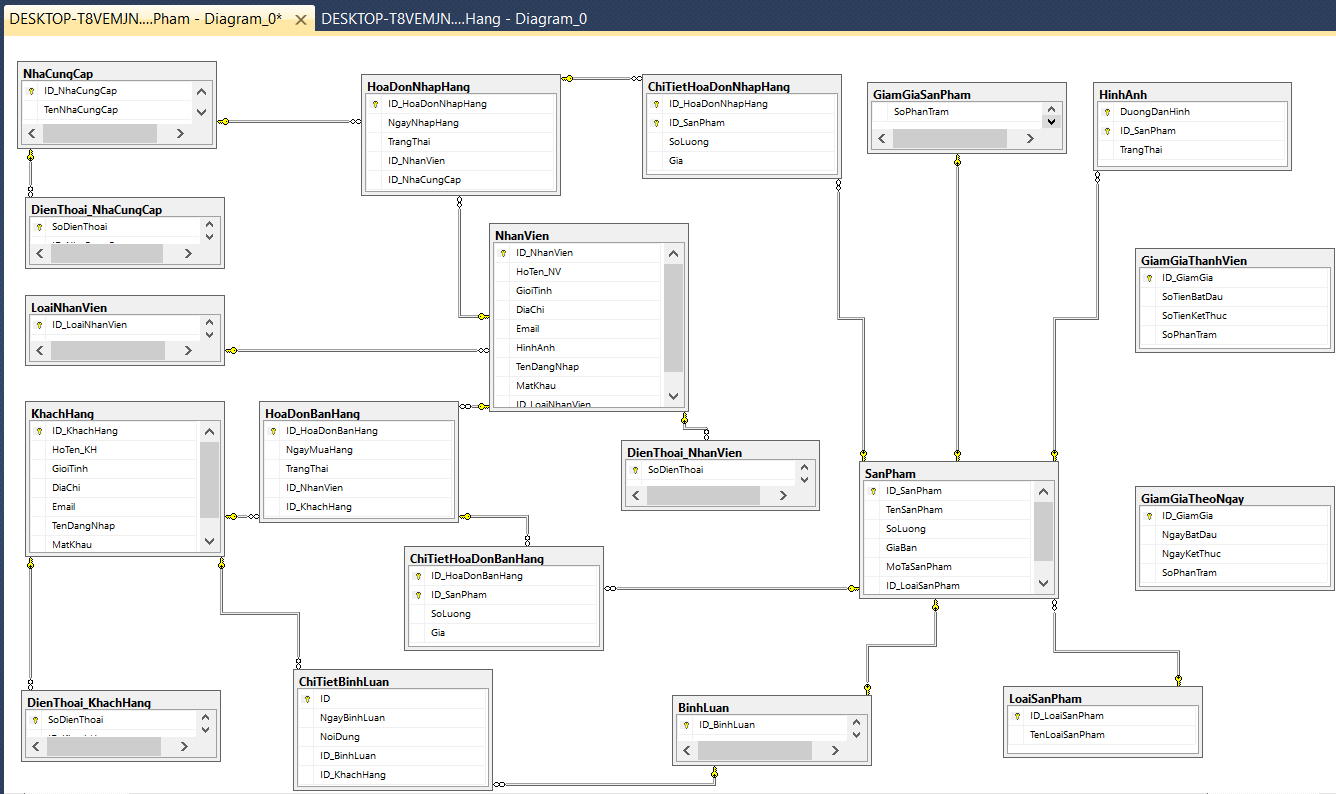 DESKTOP-T8VEMJN....Pham - Diagram_0*
DESKTOP-T8VEMJN....Hang - Diagram_0
NhaCungCap
ID_NhaCungCap
TenNhaCungCap
HoaDonNhapHang
ID_HoaDonNhapHang
NgayNhapHang
TrangThai
ID_NhanVien
ID_NhaCungCap
ChiTietHoaDonNhapHang
ID_HoaDonNhapHang
ID_SanPham
SoLuong
Gia
GiamGiaSanPham
SoPhanTram
HinhAnh
DuongDanHinh
ID_SanPham
TrangThai
DienThoai_NhaCungCap
SoDienThoai
NhanVien
ID_NhanVien
HoTen_NV
GioiTinh
DiaChi
Email
HinhAnh
TenDangNhap
MatKhau
ID_LoaiNhanVien
GiamGiaThanhVien
ID_GiamGia
SoTienBatDau
SoTienKetThuc
SoPhanTram
LoaiNhanVien
ID_LoaiNhanVien
KhachHang
ID_KhachHang
HoTen_KH
GioiTinh
DiaChi
Email
TenDangNhap
MatKhau
HoaDonBanHang
ID_HoaDonBanHang
NgayMuaHang
TrangThai
ID_NhanVien
ID_KhachHang
DienThoai_NhanVien
SoDienThoai
SanPham
ID_SanPham
TenSanPham
SoLuong
GiaBan
MoTaSanPham
ID_LoaiSanPham
GiamGiaTheoNgay
ID_GiamGia
NgayBatDau
NgayKetThuc
SoPhanTram
ChiTietHoaDonBanHang
ID_HoaDonBanHang
ID_SanPham
SoLuong
Gia
DienThoai_KhachHang
SoDienThoai
ChiTietBinhLuan
ID
NgayBinhLuan
NoiDung
ID_BinhLuan
ID_KhachHang
BinhLuan
ID_BinhLuan
LoaiSanPham
ID_LoaiSanPham
TenLoaiSanPham